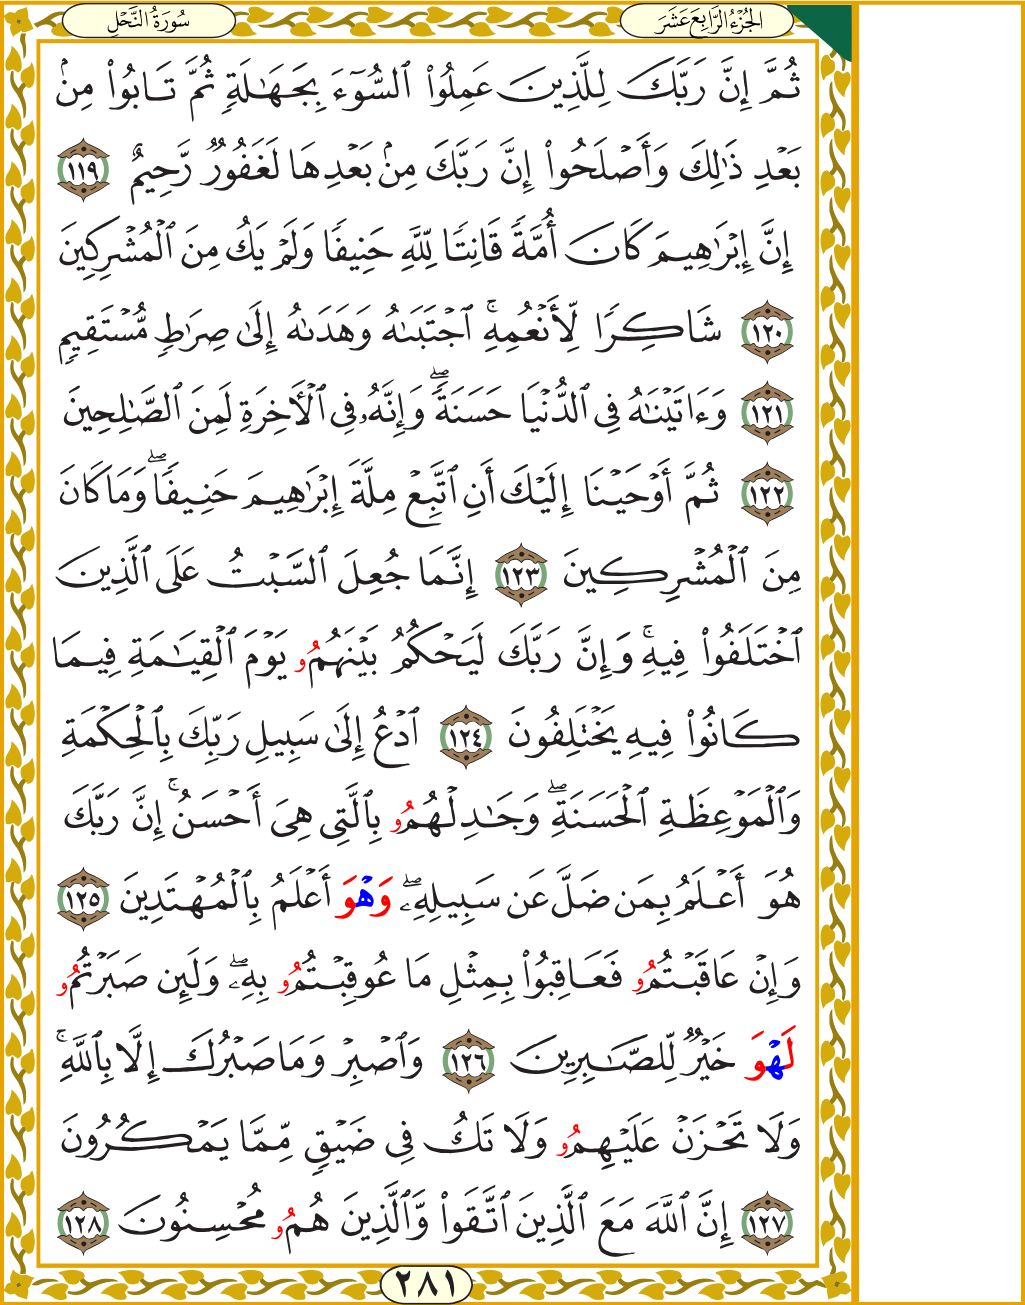 الجُزْءُ الرَّابِعَ عَشَرَ
سُورَةُ النَّحْلِ
ثُمَّ إِنَّ رَبَّكَ لِلَّذِينَ عَمِلُوا۟ ٱلسُّوٓءَ بِجَهَـٰلَةٍۢ ثُمَّ تَابُوا۟ مِنۢ
بَعْدِ ذَٰلِكَ وَأَصْلَحُوٓا۟ إِنَّ رَبَّكَ مِنۢ بَعْدِهَا لَغَفُورٌۭ رَّحِيمٌ ١١٩
إِنَّ إِبْرَٰهِيمَ كَانَ أُمَّةًۭ قَانِتًۭا لِّلَّهِ حَنِيفًۭا وَلَمْ يَكُ مِنَ ٱلْمُشْرِكِينَ
١٢٠ شَاكِرًۭا لِّأَنْعُمِهِ ۚ ٱجْتَبَىٰهُ وَهَدَىٰهُ إِلَىٰ صِرَٰطٍۢ مُّسْتَقِيمٍۢ
١٢١ وَءَاتَيْنَـٰهُ فِى ٱلدُّنْيَا حَسَنَةًۭ ۖ وَإِنَّهُۥ فِى ٱلْـَٔاخِرَةِ لَمِنَ ٱلصَّـٰلِحِينَ
١٢٢ ثُمَّ أَوْحَيْنَا إِلَيْكَ أَنِ ٱتَّبِعْ مِلَّةَ إِبْرَٰهِيمَ حَنِيفًۭا ۖ وَمَا كَانَ
مِنَ ٱلْمُشْرِكِينَ ١٢٣ إِنَّمَا جُعِلَ ٱلسَّبْتُ عَلَى ٱلَّذِينَ
ٱخْتَلَفُوا۟ فِيهِ ۚ وَإِنَّ رَبَّكَ لَيَحْكُمُ بَيْنَهُمُۥ يَوْمَ ٱلْقِيَـٰمَةِ فِيمَا
كَانُوا۟ فِيهِ يَخْتَلِفُونَ ١٢٤ ٱدْعُ إِلَىٰ سَبِيلِ رَبِّكَ بِٱلْحِكْمَةِ
وَٱلْمَوْعِظَةِ ٱلْحَسَنَةِ ۖ وَجَـٰدِلْهُمُۥ بِٱلَّتِى هِىَ أَحْسَنُ ۚ إِنَّ رَبَّكَ
هُوَ أَعْلَمُ بِمَن ضَلَّ عَن سَبِيلِهِۦ ۖ وَهْوَ أَعْلَمُ بِٱلْمُهْتَدِينَ ١٢٥
وَإِنْ عَاقَبْتُمُۥ فَعَاقِبُوا۟ بِمِثْلِ مَا عُوقِبْتُمُۥ بِهِۦ ۖ وَلَئِن صَبَرْتُمُۥ
لَهْوَ خَيْرٌۭ لِّلصَّـٰبِرِينَ ١٢٦ وَٱصْبِرْ وَمَا صَبْرُكَ إِلَّا بِٱللَّهِ ۚ
وَلَا تَحْزَنْ عَلَيْهِمُۥ وَلَا تَكُ فِى ضَيْقٍۢ مِّمَّا يَمْكُرُونَ
١٢٧ إِنَّ ٱللَّهَ مَعَ ٱلَّذِينَ ٱتَّقَوا۟ وَّٱلَّذِينَ هُمُۥ مُحْسِنُونَ ١٢٨
٢٨١